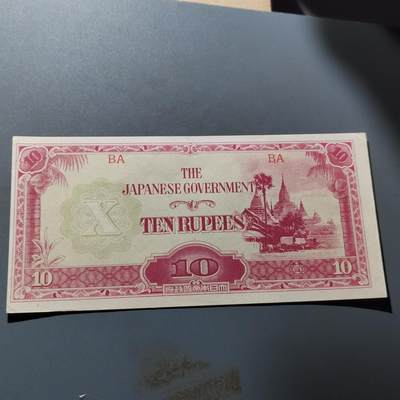 10 10
BA BA
THE
JAPANESE GOVERNMENT
X
TEN RUPEES
10 10 10